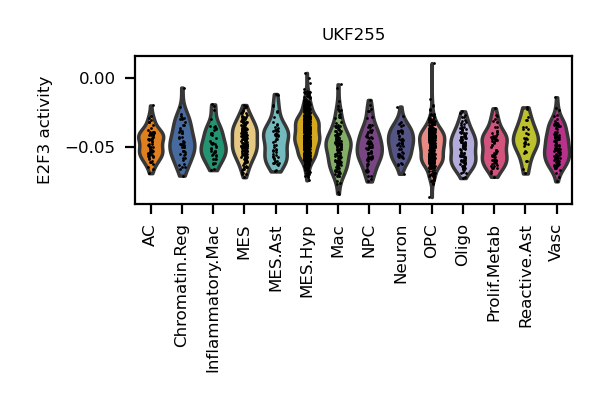 UKF255
E2F3 activity
0.00
−0.05
AC
Chromatin.Reg
Inflammatory.Mac
MES
MES.Ast
MES.Hyp
Mac
NPC
Neuron
OPC
Oligo
Prolif.Metab
Reactive.Ast
Vasc